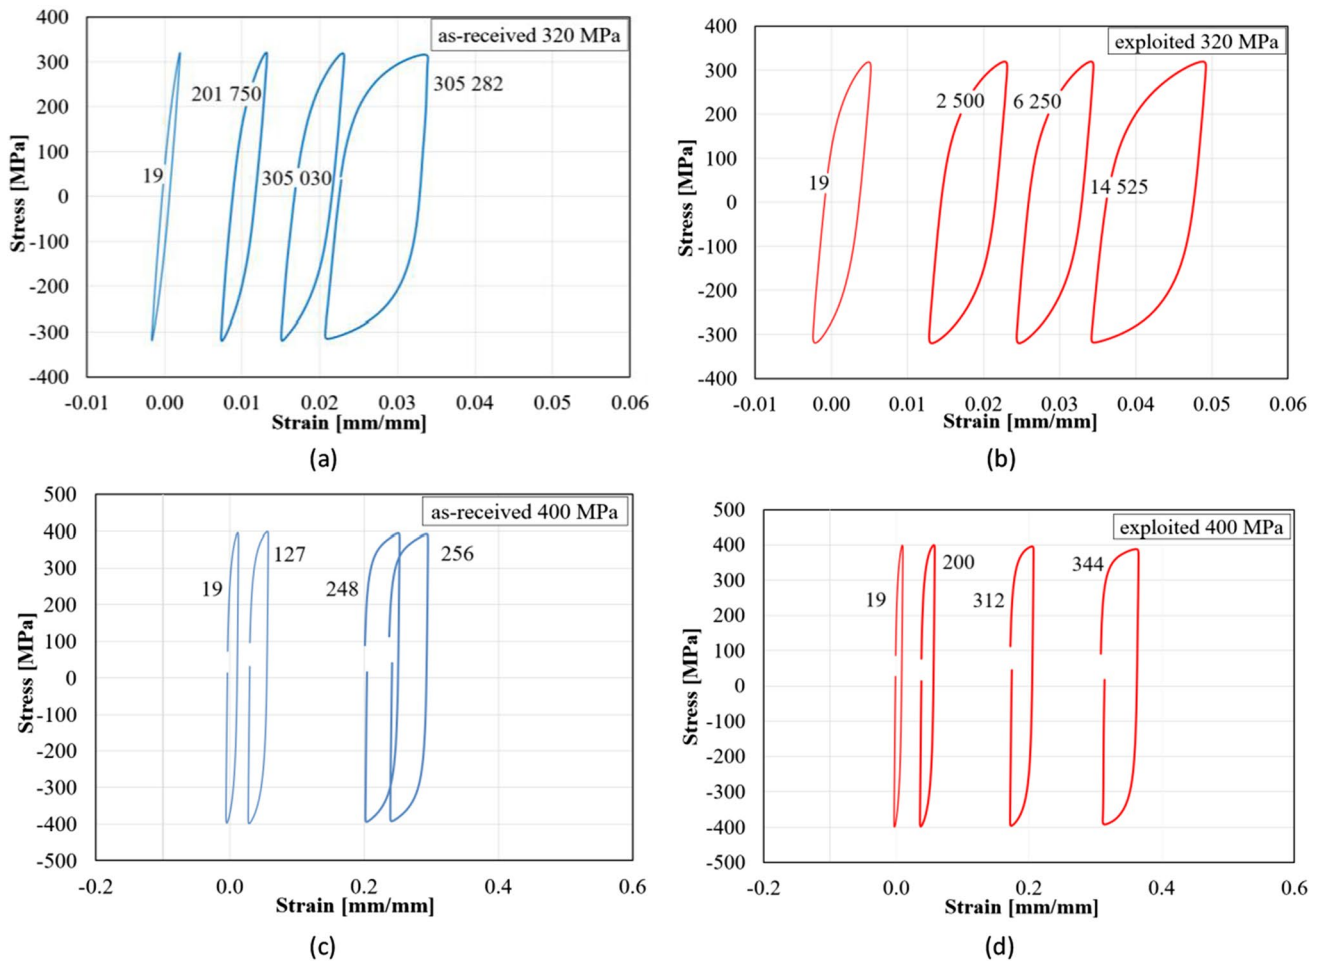 as-received 320 MPa
400
300
200
100
0
-100
-200
-300
-400
Stress [MPa]
19
201 750
305 030
305 282
-0.01 0.00 0.01 0.02 0.03 0.04 0.05 0.06
Strain [mm/mm]
(a)
exploited 320 MPa
400
300
200
100
0
-100
-200
-300
-400
Stress [MPa]
19
2 500
6 250
14 525
-0.01 0.00 0.01 0.02 0.03 0.04 0.05 0.06
Strain [mm/mm]
(b)
as-received 400 MPa
500
400
300
200
100
0
-100
-200
-300
-400
-500
Stress [MPa]
19
127
248
256
-0.2 0.0 0.2 0.4 0.6
Strain [mm/mm]
(c)
exploited 400 MPa
500
400
300
200
100
0
-100
-200
-300
-400
-500
Stress [MPa]
19
200
312
344
-0.2 0.0 0.2 0.4 0.6
Strain [mm/mm]
(d)